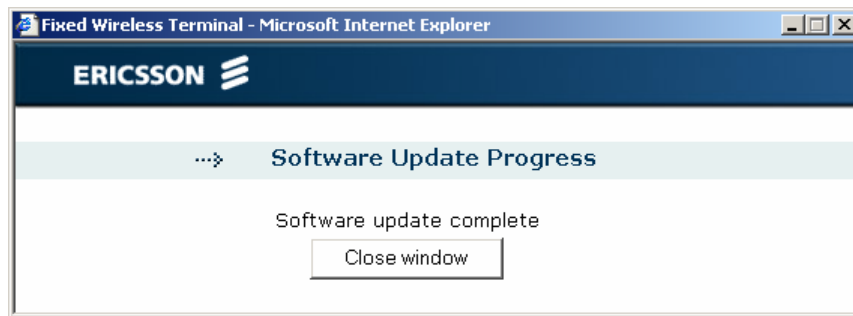 Fixed Wireless Terminal - Microsoft Internet Explorer
ERICSSON
Software Update Progress
Software update complete
Close window